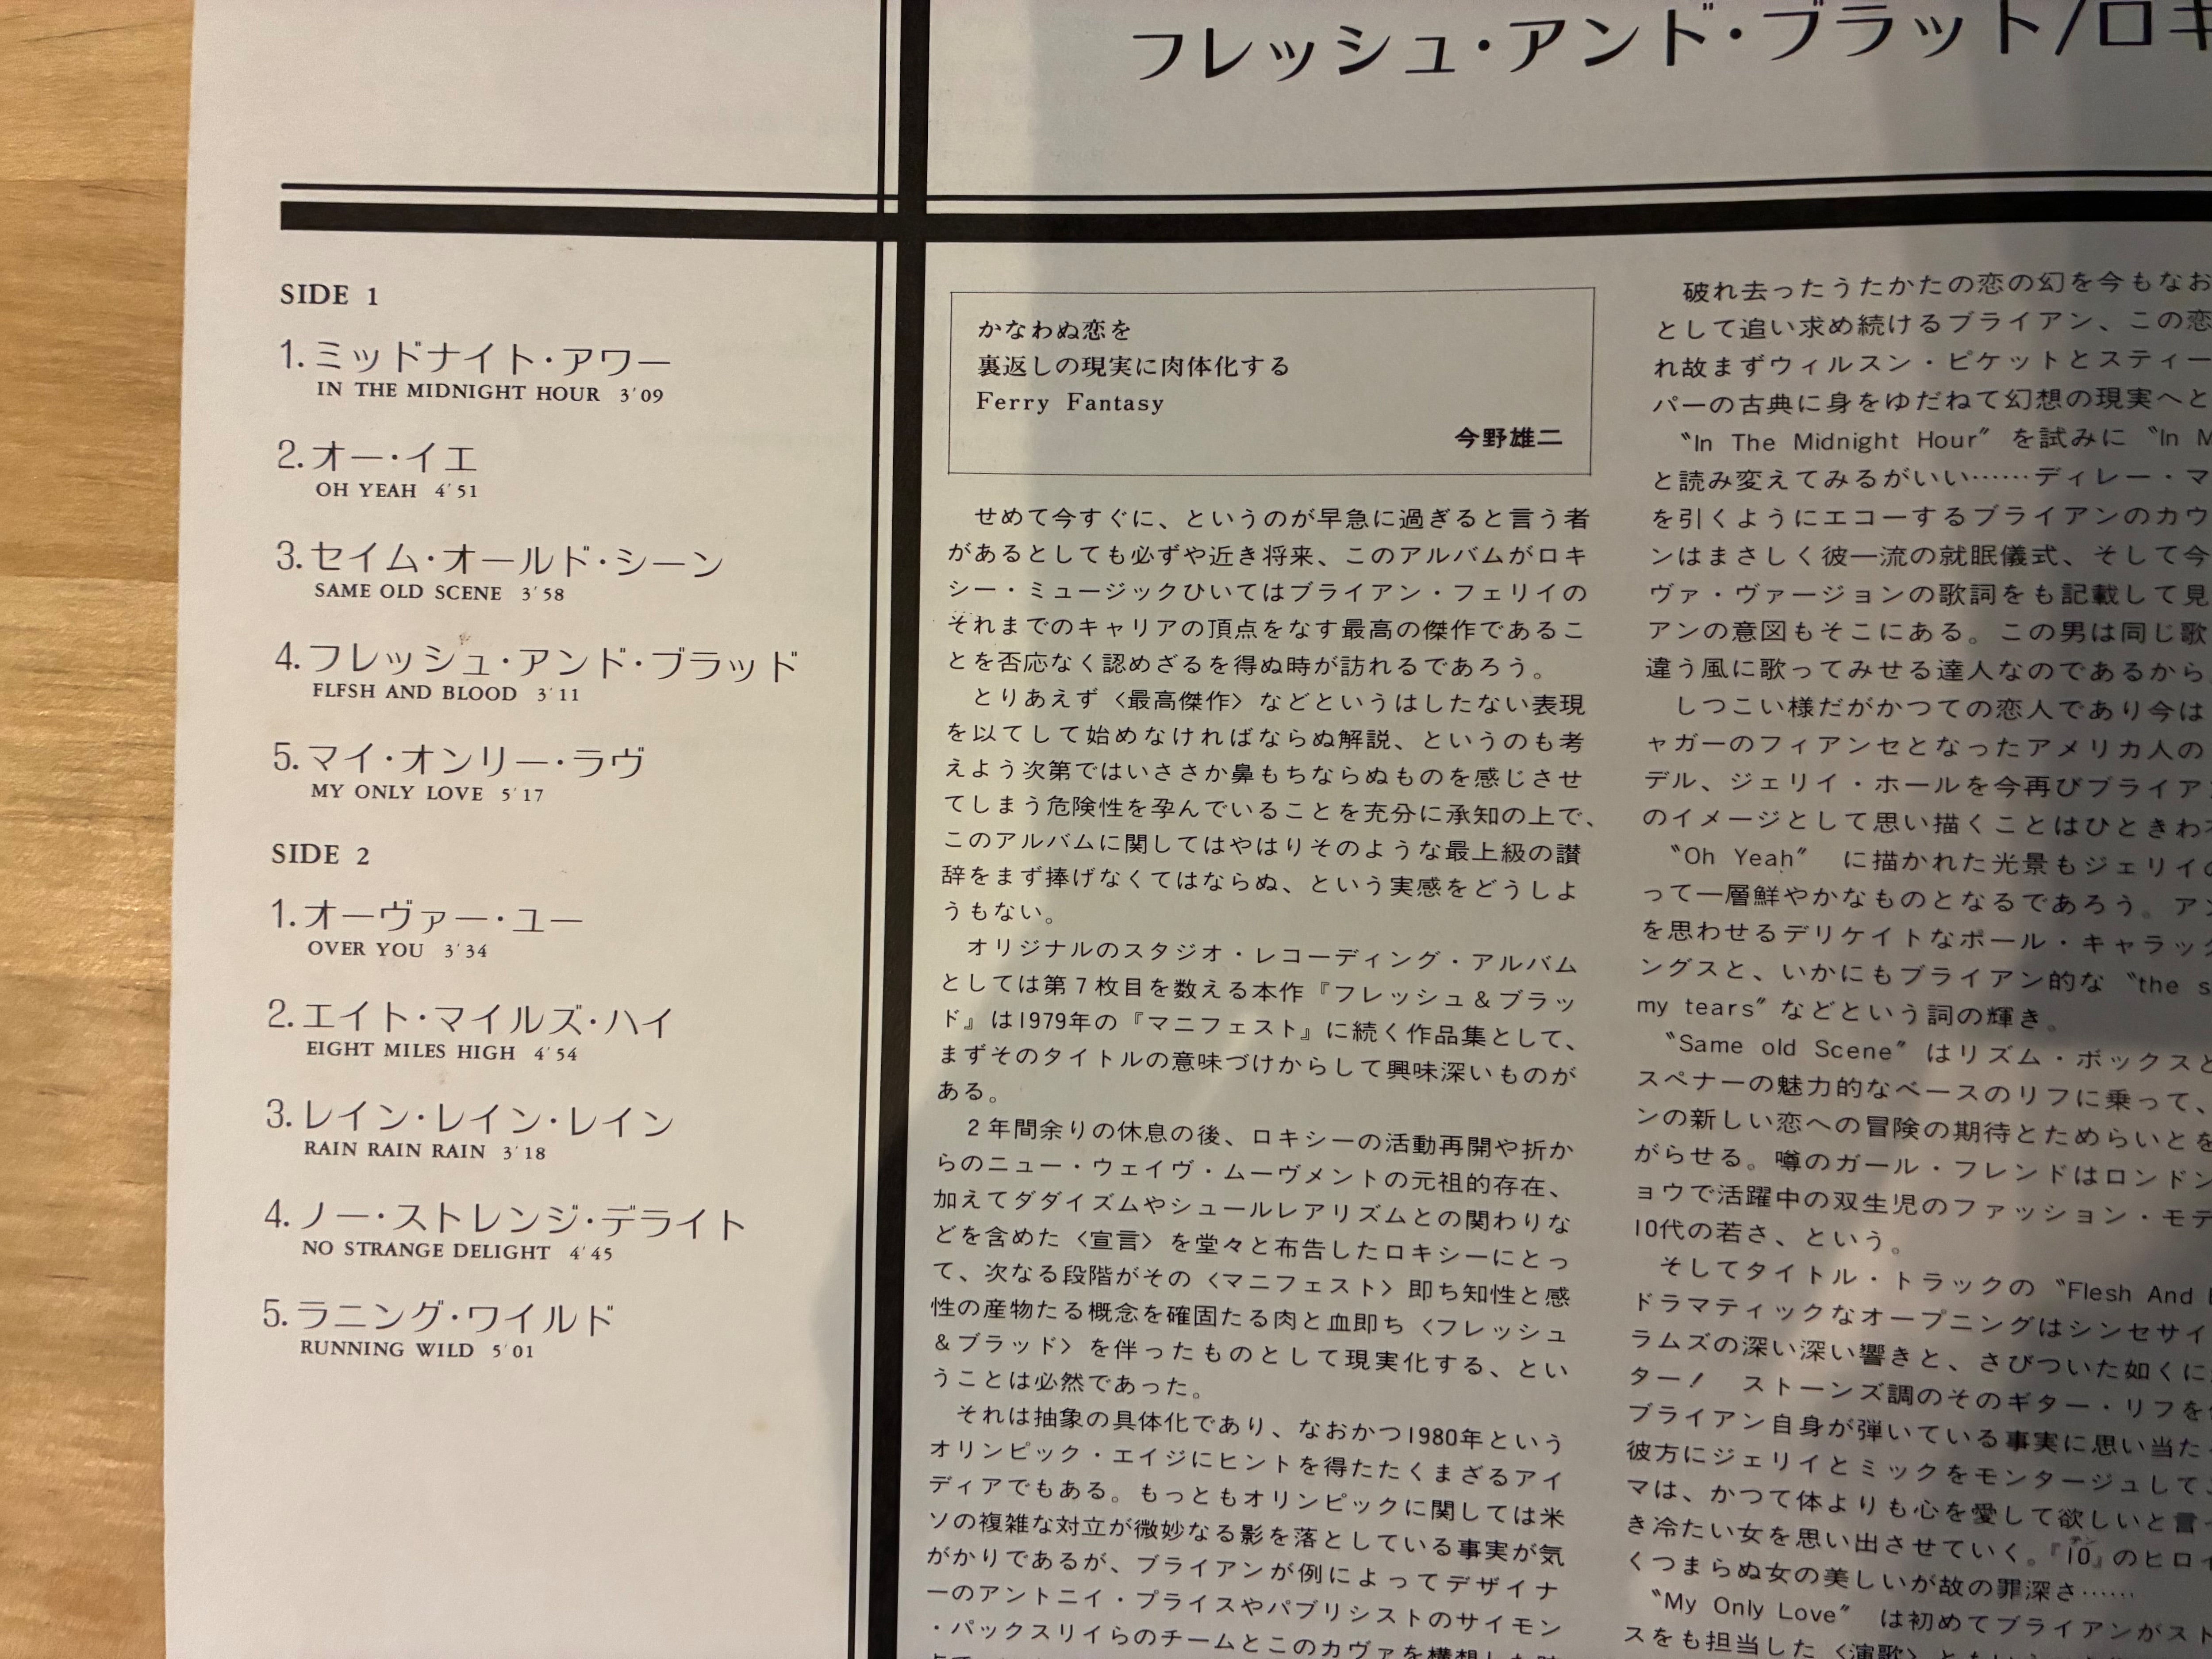 フレッシュ・アンド・ブラット/ロキ
SIDE 1
1.ミッドナイト・アワー
IN THE MIDNIGHT HOUR 3′09
2.オー・イエ
OH YEAH 4′51
3.セイム・オールド・シーン
SAME OLD SCENE 3′58
4.フレッシュ・アンド・ブラッド
FLFSH AND BLOOD 3′11
5.マイ・オンリー・ラヴ
MY ONLY LOVE 5′17
SIDE 2
1.オーヴァー・ユー
OVER YOU 3′34
2.エイト・マイルズ・ハイ
EIGHT MILES HIGH 4′54
3.レイン・レイン・レイン
RAIN RAIN RAIN 3′18
4.ノー・ストレンジ・デライト
NO STRANGE DELIGHT 4′45
5.ラニング・ワイルド
RUNNING WILD 5′01
かなわぬ恋を
裏返しの現実に肉体化する
Ferry Fantasy
今野雄二
せめて今すぐに、というのが早急に過ぎると言う者
があるとしても必ずや近き将来、このアルバムがロキ
シー・ミュージックひいてはブライアン・フェリイの
それまでのキャリアの頂点をなす最高の傑作であるこ
とを否応なく認めざるを得ぬ時が訪れるであろう。
とりあえず〈最高傑作〉などというはしたない表現
を以てして始めなければならぬ解説、というのも考
えよう次第ではいささか鼻もちならぬものを感じさせ
てしまう危険性を孕んでいることを充分に承知の上で、
このアルバムに関してはやはりそのような最上級の讃
辞をまず捧げなくてはならぬ、という実感をどうしよ
うもない。
オリジナルのスタジオ・レコーディング・アルバム
としては第7枚目を数える本作『フレッシュ＆ブラッ
ド』は1979年の『マニフェスト』に続く作品集として、
まずそのタイトルの意味づけからして興味深いものが
ある。
2年間余りの休息の後、ロキシーの活動再開や折か
らのニュー・ウェイヴ・ムーヴメントの元祖的存在、
加えてダダイズムやシュールレアリズムとの関わりな
どを含めた〈宣言〉を堂々と布告したロキシーにとっ
て、次なる段階がその〈マニフェスト〉即ち知性と感
性の産物たる概念を確固たる肉と血即ち〈フレッシュ
＆ブラッド〉を伴ったものとして現実化する、とい
うことは必然であった。
それは抽象の具体化であり、なおかつ1980年という
オリンピック・エイジにヒントを得たたくまざるアイ
ディアでもある。もっともオリンピックに関しては米
ソの複雑な対立が微妙なる影を落としている事実が気
がかりであるが、ブライアンが例によってデザイナ
ーのアントニイ・プライスやパブリシストのサイモン
・パックスリイらのチームとこのカヴァを構想した
破れ去ったうたかたの恋の幻を今もなお
として追い求め続けるブライアン、この恋
れ故まずウィルスン・ピケットとスティー
パーの古典に身をゆだねて幻想の現実へと
〝In The Midnight Hour〞を試みに〝In M
と読み変えてみるがいい……ディレー・マ
を引くようにエコーするブライアンのカウ
ンはまさしく彼一流の就眠儀式、そして今
ヴァ・ヴァージョンの歌詞をも記載して見
アンの意図もそこにある。この男は同じ歌
違う風に歌ってみせる達人なのであるから
しつこい様だがかつての恋人であり今は
ャガーのフィアンセとなったアメリカ人の
デル、ジェリイ・ホールを今再びブライア
のイメージとして思い描くことはひときわ
〝Oh Yeah〞 に描かれた光景もジェリイの
って一層鮮やかなものとなるであろう。アン
を思わせるデリケイトなポール・キャラック
ングスと、いかにもブライアン的な〝the s
my tears〞などという詞の輝き。
〝Same old Scene〞はリズム・ボックスと
スペナーの魅力的なベースのリフに乗って、
ンの新しい恋への冒険の期待とためらいとを
がらせる。噂のガール・フレンドはロンドン
ョウで活躍中の双生児のファッション・モデ
10代の若さ、という。
そしてタイトル・トラックの〝Flesh And
ドラマティックなオープニングはシンセサイ
ラムズの深い深い響きと、さびついた如くに
ター！ ストーンズ調のそのギター・リフを
ブライアン自身が弾いている事実に思い当た
彼方にジェリイとミックをモンタージュして
マは、かつて体よりも心を愛して欲しいと言
き冷たい女を思い出させていく。『10』のヒロイ
くつまらぬ女の美しいが故の罪深さ……
〝My Only Love〞 は初めてブライアンがスト
スをも担当した〈演歌〉とも